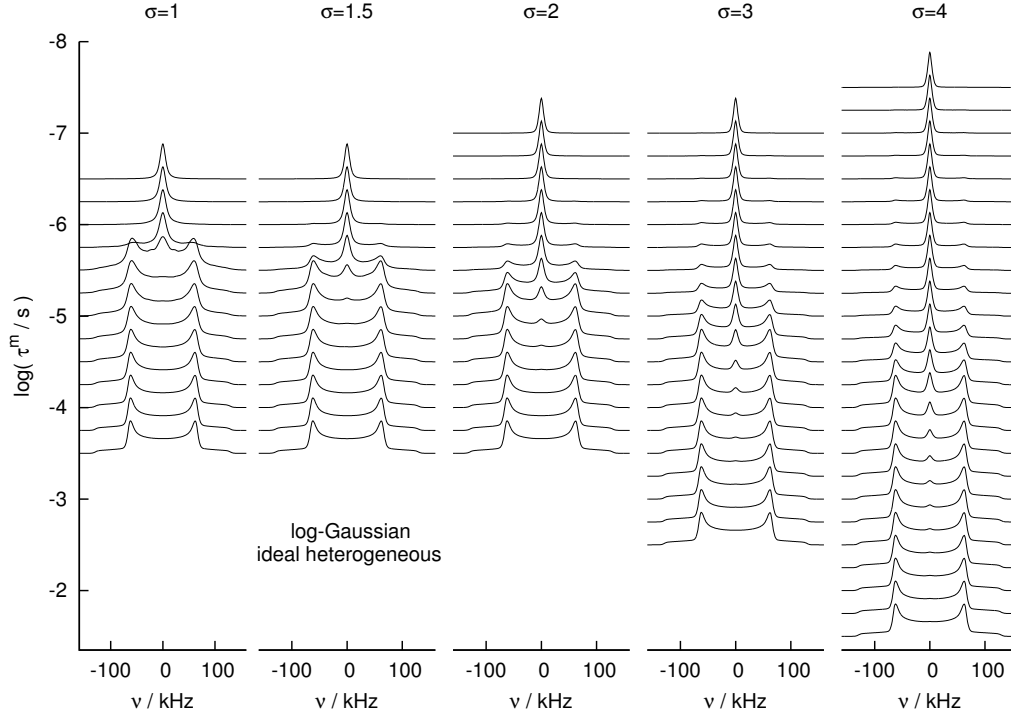 σ=1 σ=1.5 σ=2 σ=3 σ=4
-8
-7
-6
-5
-4
-3
-2
log( τᵐ / s)
log-Gaussian
ideal heterogeneous
-100 0 100 -100 0 100 -100 0 100 -100 0 100 -100 0 100
ν / kHz ν / kHz ν / kHz ν / kHz ν / kHz